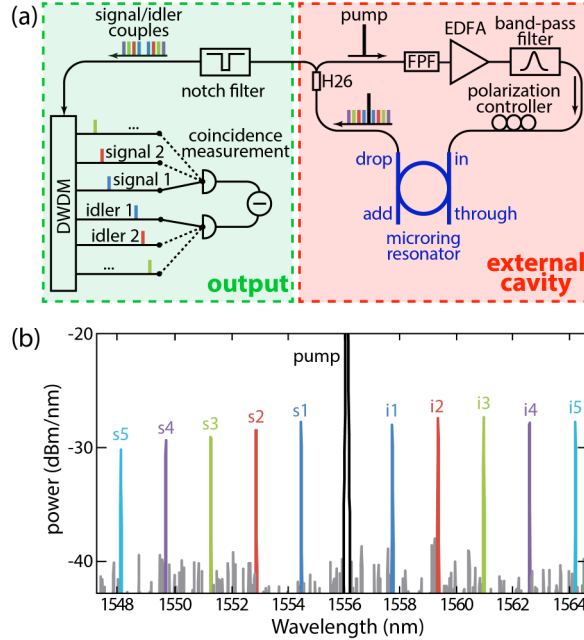 (a)
signal/idler
couples
notch filter
pump
EDFA
band-pass
filter
FPF
H26
polarization
controller
DWDM
...
signal 2
signal 1
idler 1
idler 2
...
coincidence
measurement
drop
in
add
through
microring
resonator
output
external
cavity
(b)
power (dBm/nm)
-20
-30
-40
pump
s5
s4
s3
s2
s1
i1
i2
i3
i4
i5
1548
1550
1552
1554
1556
1558
1560
1562
1564
Wavelength (nm)